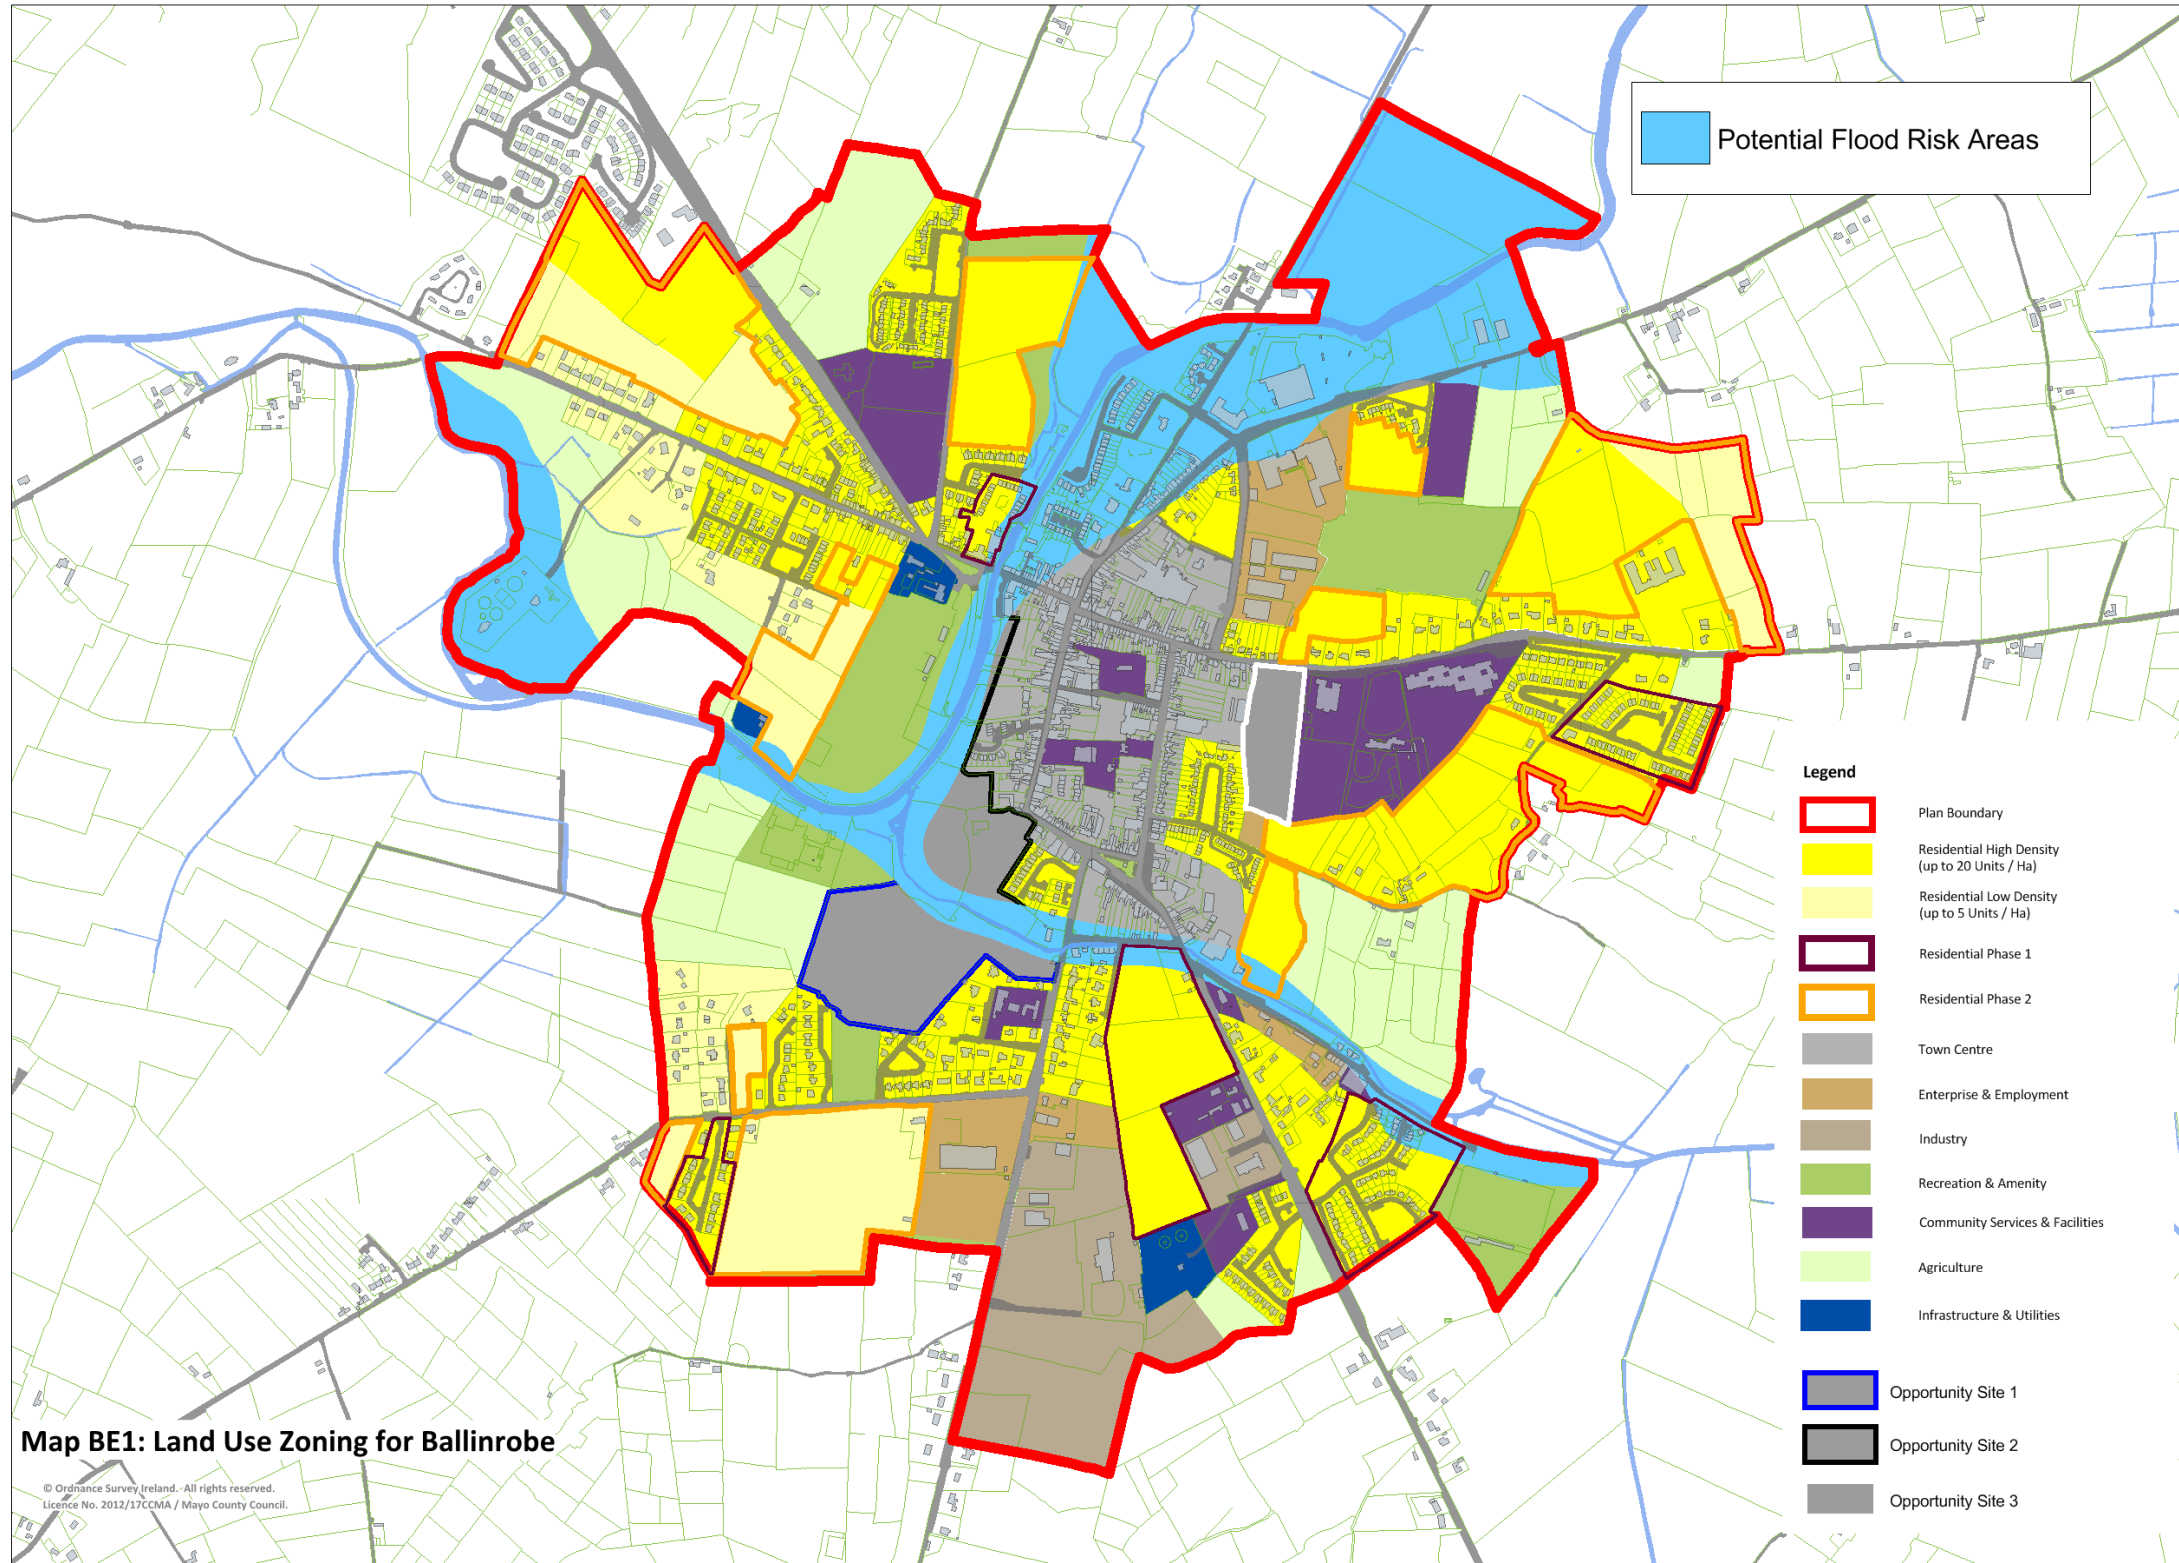 Potential Flood Risk Areas
Legend
Plan Boundary
Residential High Density
(up to 20 Units / Ha)
Residential Low Density
(up to 5 Units / Ha)
Residential Phase 1
Residential Phase 2
Town Centre
Enterprise & Employment
Industry
Recreation & Amenity
Community Services & Facilities
Agriculture
Infrastructure & Utilities
Opportunity Site 1
Opportunity Site 2
Opportunity Site 3
Map BE1: Land Use Zoning for Ballinrobe
© Ordnance Survey Ireland. All rights reserved.
Licence No. 2012/17CCMA / Mayo County Council.